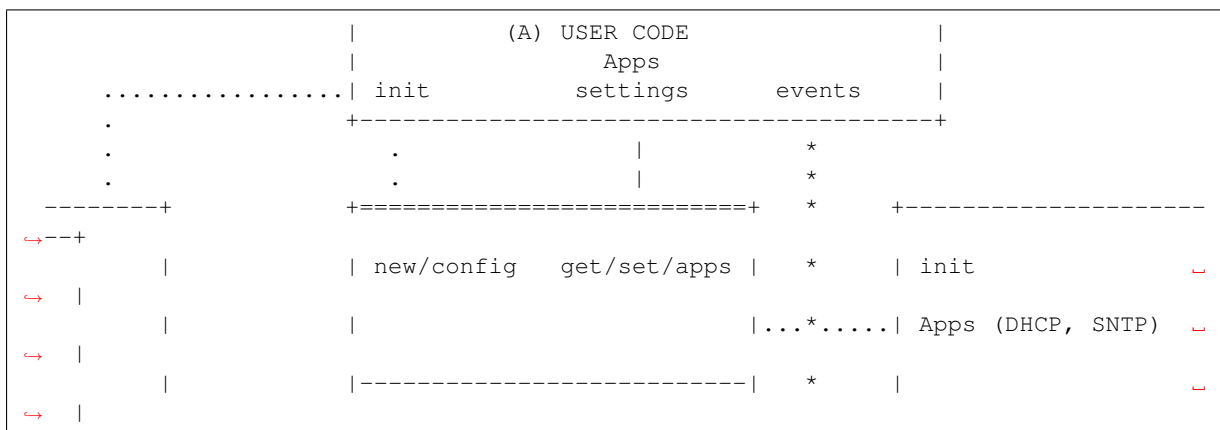 |          (A) USER CODE                 |
|                 Apps                   |
.................| init          settings      events     |
.                +----------------------------------------+
.                   .                |           *
.                   .                |           *
--------+            +===========================+   *     +---------------------
↪--+
|            | new/config   get/set/apps |   *     | init                   ␣
↪  |
|            |                           |...*.....| Apps (DHCP, SNTP)      ␣
↪  |
|            |---------------------------|   *     |                        ␣
↪  |